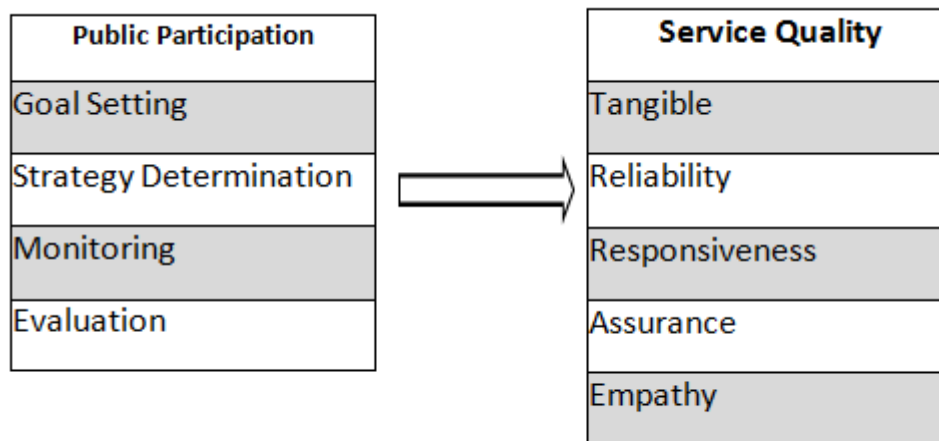 Public Participation
Goal Setting
Strategy Determination
Monitoring
Evaluation
Service Quality
Tangible
Reliability
Responsiveness
Assurance
Empathy